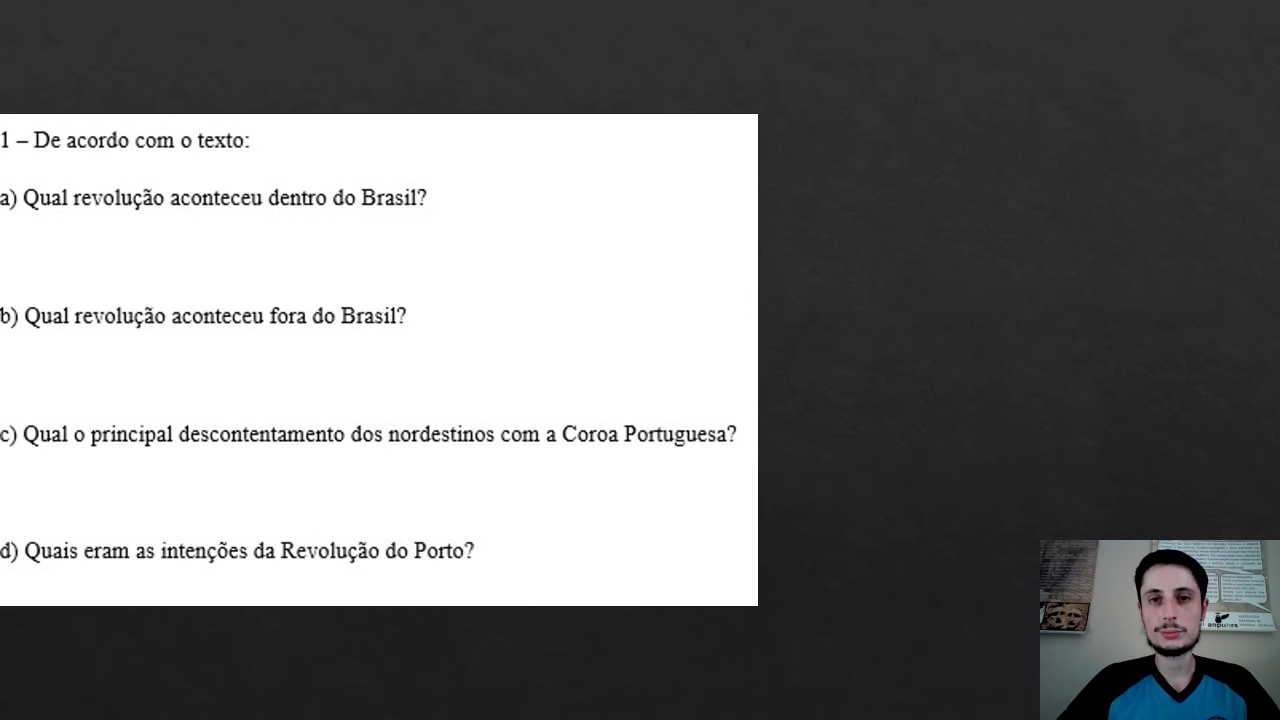 1 – De acordo com o texto:
a) Qual revolução aconteceu dentro do Brasil?
b) Qual revolução aconteceu fora do Brasil?
c) Qual o principal descontentamento dos nordestinos com a Coroa Portuguesa?
d) Quais eram as intenções da Revolução do Porto?